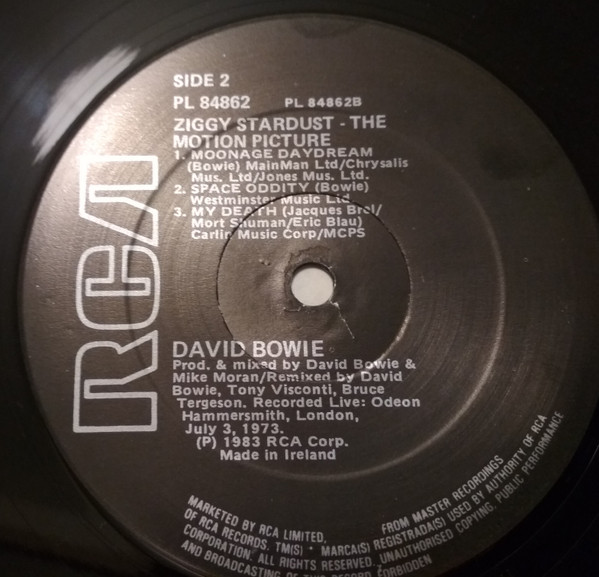 SIDE 2
PL 84862 PL 84862B
ZIGGY STARDUST - THE
MOTION PICTURE
1. MOONAGE DAYDREAM
(Bowie) MainMan Ltd/Chrysalis
Mus. Ltd/Jones Mus. Ltd.
2. SPACE ODDITY (Bowie)
Westminster Music Ltd
3. MY DEATH (Jacques Brel/
Mort Shuman/Eric Blau)
Carlin Music Corp/MCPS
RCA
DAVID BOWIE
Prod. & mixed by David Bowie &
Mike Moran/Remixed by David
Bowie, Tony Visconti, Bruce
Tergeson. Recorded Live: Odeon
Hammersmith, London,
July 3, 1973.
(P) 1983 RCA Corp.
Made in Ireland
MARKETED BY RCA LIMITED, FROM MASTER RECORDINGS
OF RCA RECORDS. TM(S) • MARCA(S) REGISTRADA(S) USED BY AUTHORITY OF RCA
CORPORATION. ALL RIGHTS RESERVED. UNAUTHORISED COPYING, PUBLIC PERFORMANCE
AND BROADCASTING OF THIS RECORD FORBIDDEN